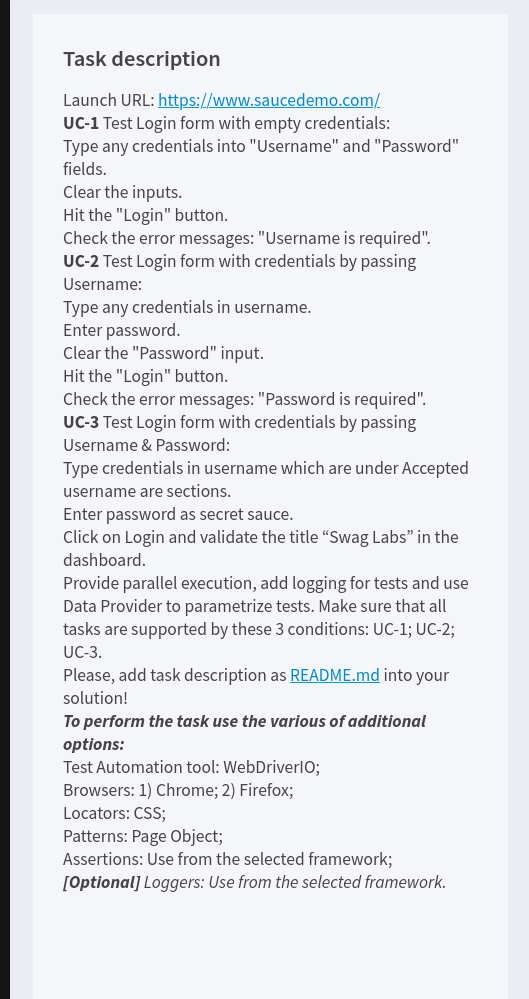 Task description
Launch URL: https://www.saucedemo.com/
UC-1 Test Login form with empty credentials:
Type any credentials into "Username" and "Password"
fields.
Clear the inputs.
Hit the "Login" button.
Check the error messages: "Username is required".
UC-2 Test Login form with credentials by passing
Username:
Type any credentials in username.
Enter password.
Clear the "Password" input.
Hit the "Login" button.
Check the error messages: "Password is required".
UC-3 Test Login form with credentials by passing
Username & Password:
Type credentials in username which are under Accepted
username are sections.
Enter password as secret sauce.
Click on Login and validate the title “Swag Labs” in the
dashboard.
Provide parallel execution, add logging for tests and use
Data Provider to parametrize tests. Make sure that all
tasks are supported by these 3 conditions: UC-1; UC-2;
UC-3.
Please, add task description as README.md into your
solution!
To perform the task use the various of additional
options:
Test Automation tool: WebDriverIO;
Browsers: 1) Chrome; 2) Firefox;
Locators: CSS;
Patterns: Page Object;
Assertions: Use from the selected framework;
[Optional] Loggers: Use from the selected framework.